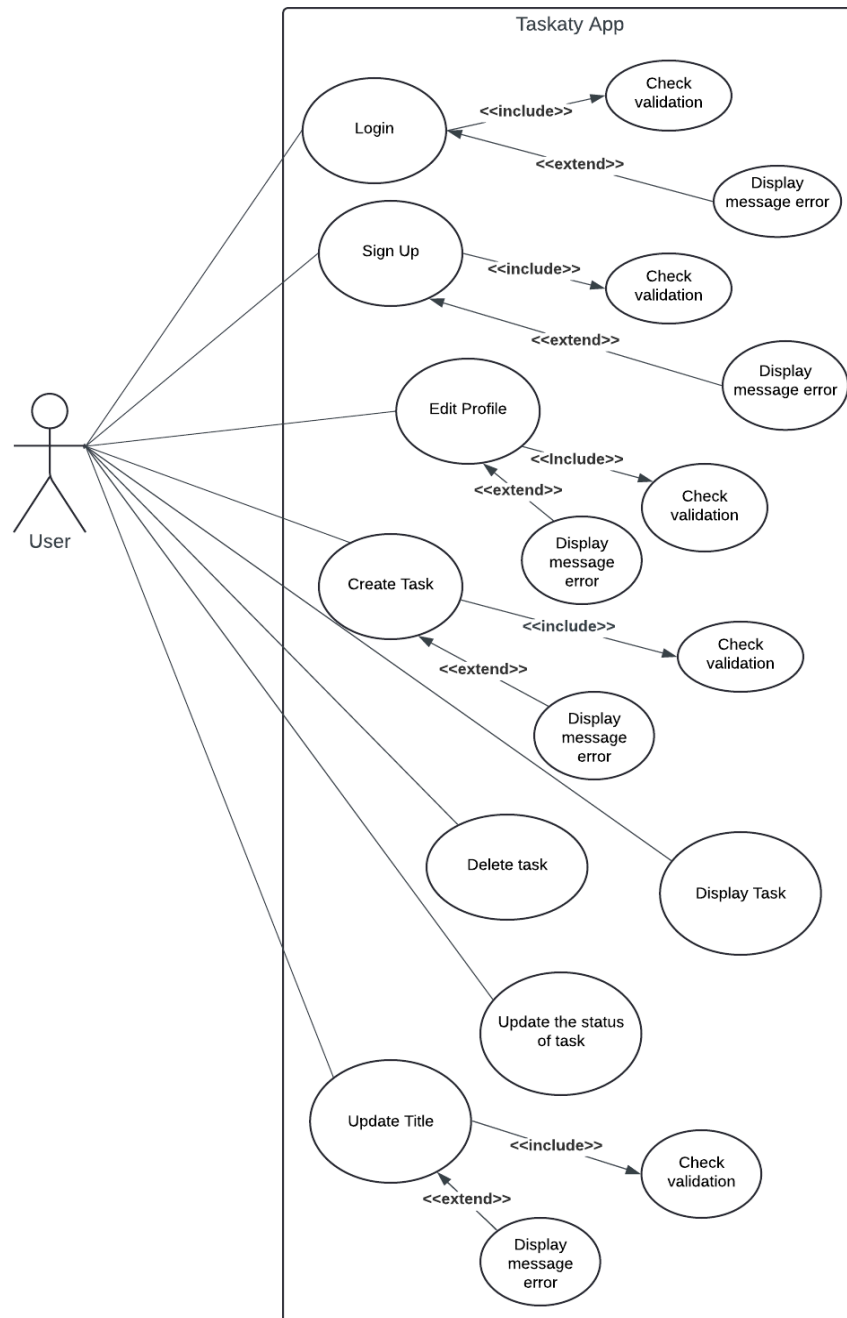 Taskaty App
Check
validation
<<include>>
Login
<<extend>>
Display
message error
Sign Up
<<include>>
Check
validation
<<extend>>
Display
message error
Edit Profile
<<Include>>
<<extend>>
Check
validation
Display
message
error
User
Create Task
<<include>>
Check
validation
<<extend>>
Display
message
error
Delete task
Display Task
Update the status
of task
Update Title
<<include>>
Check
validation
<<extend>>
Display
message
error